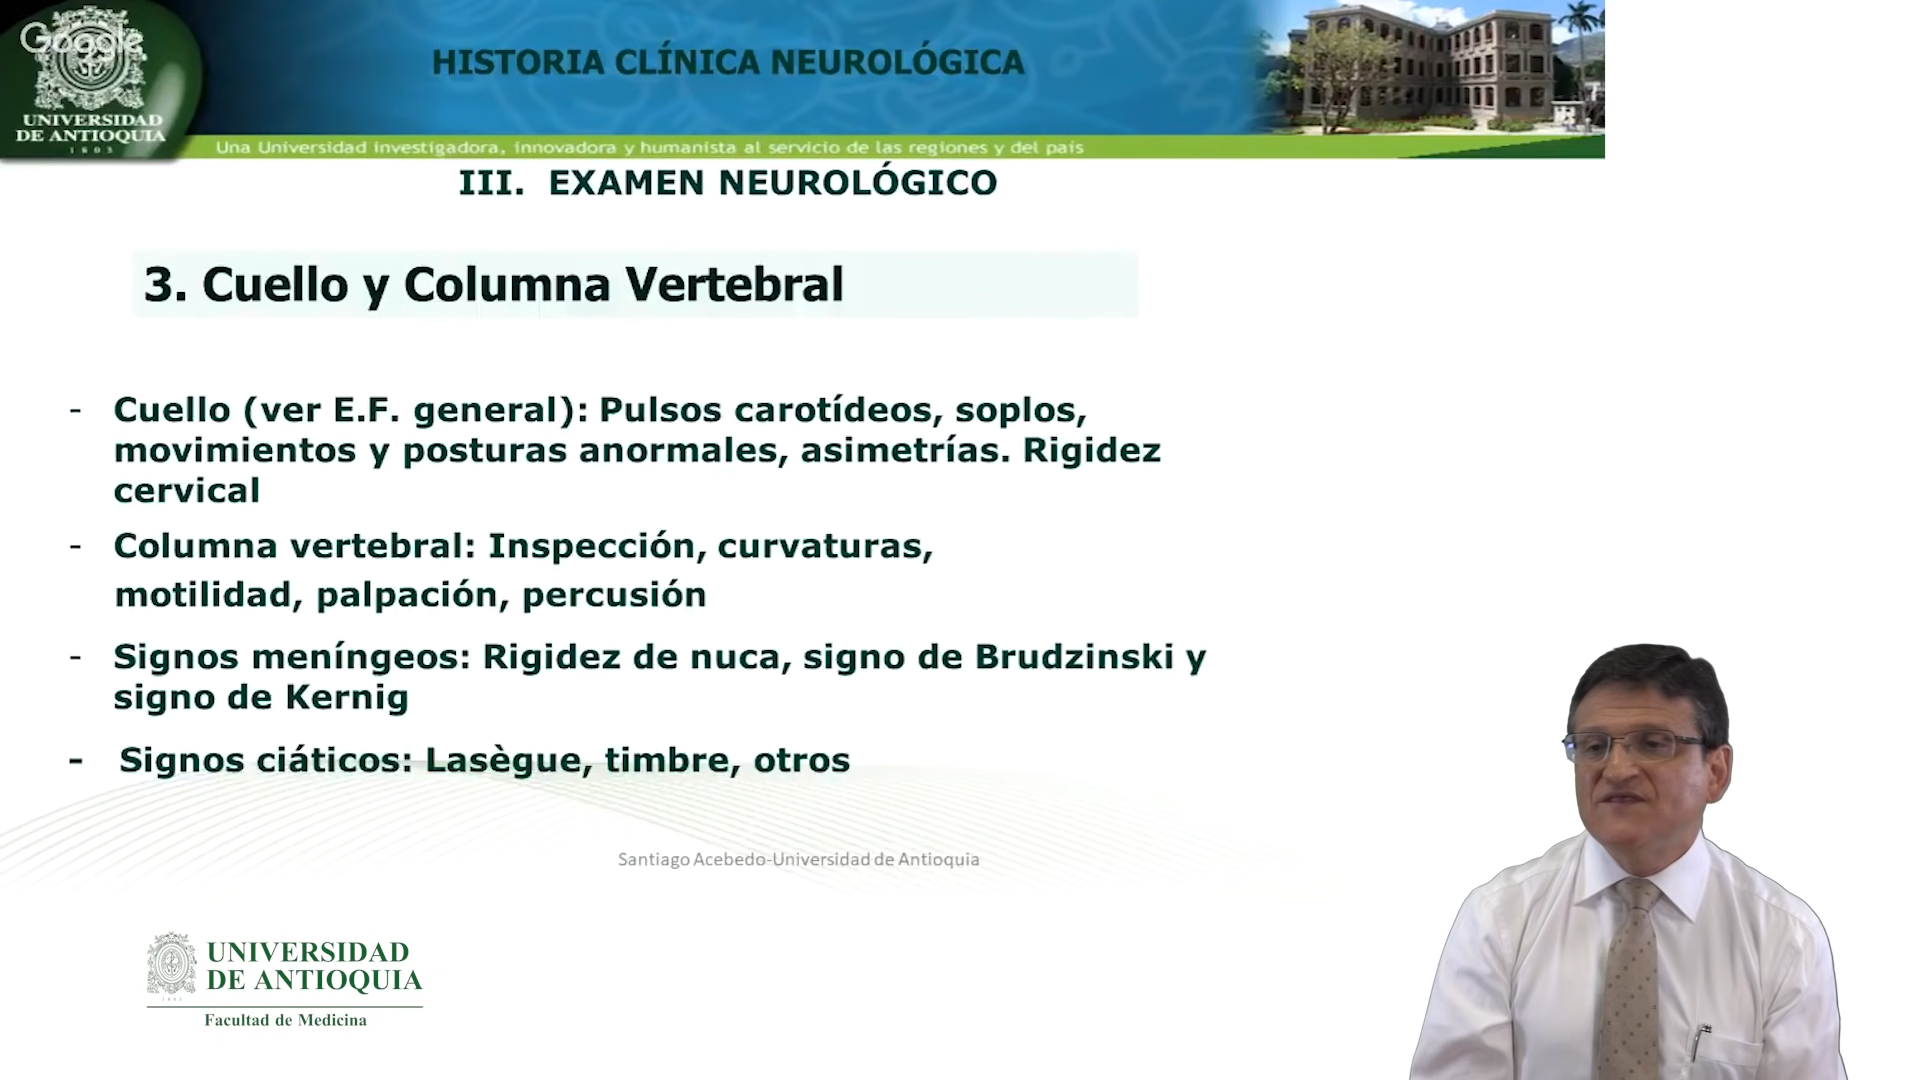 Google
UNIVERSIDAD
DE ANTIOQUIA
1803
HISTORIA CLÍNICA NEUROLÓGICA
Una Universidad investigadora, innovadora y humanista al servicio de las regiones y del país
III. EXAMEN NEUROLÓGICO
3. Cuello y Columna Vertebral
- Cuello (ver E.F. general): Pulsos carotídeos, soplos,
movimientos y posturas anormales, asimetrías. Rigidez
cervical
- Columna vertebral: Inspección, curvaturas,
motilidad, palpación, percusión
- Signos meníngeos: Rigidez de nuca, signo de Brudzinski y
signo de Kernig
- Signos ciáticos: Lasègue, timbre, otros
Santiago Acebedo-Universidad de Antioquia
UNIVERSIDAD
DE ANTIOQUIA
1803
Facultad de Medicina